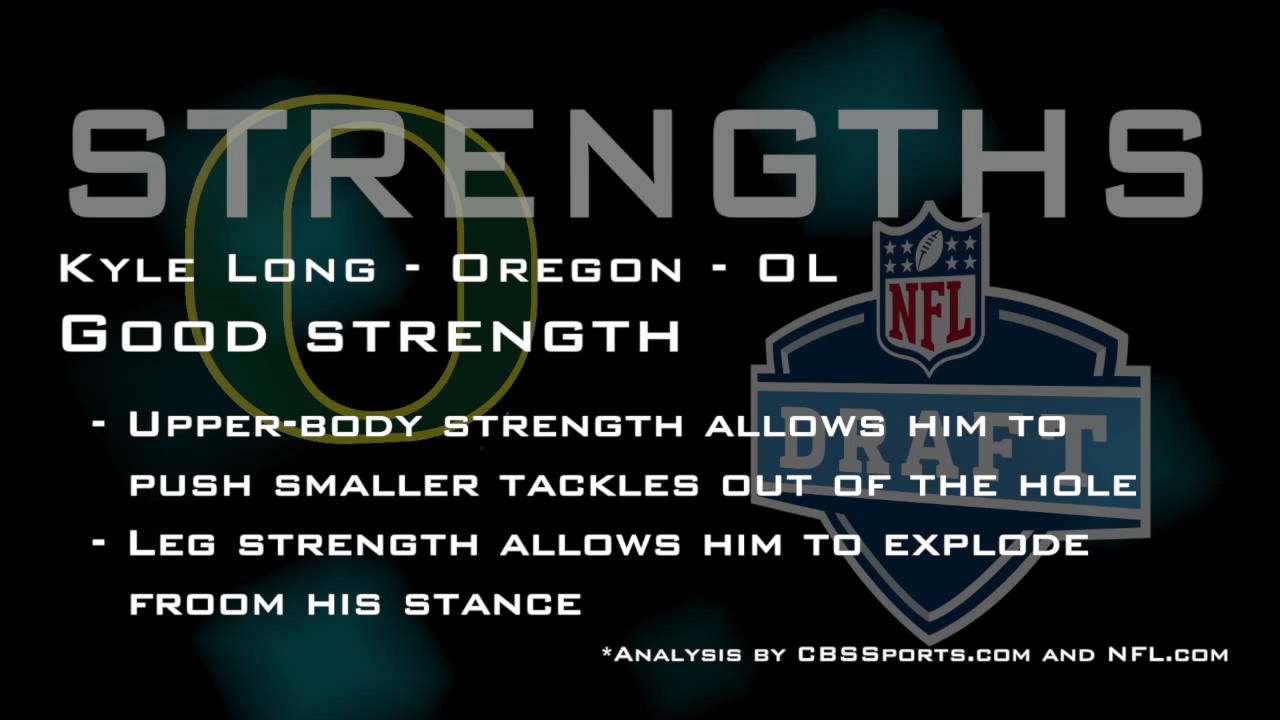 STRENGTHS
KYLE LONG - OREGON - OL
GOOD STRENGTH
- UPPER-BODY STRENGTH ALLOWS HIM TO
PUSH SMALLER TACKLES OUT OF THE HOLE
- LEG STRENGTH ALLOWS HIM TO EXPLODE
FROOM HIS STANCE
*ANALYSIS BY CBSSPORTS.COM AND NFL.COM
O
NFL
DRAFT